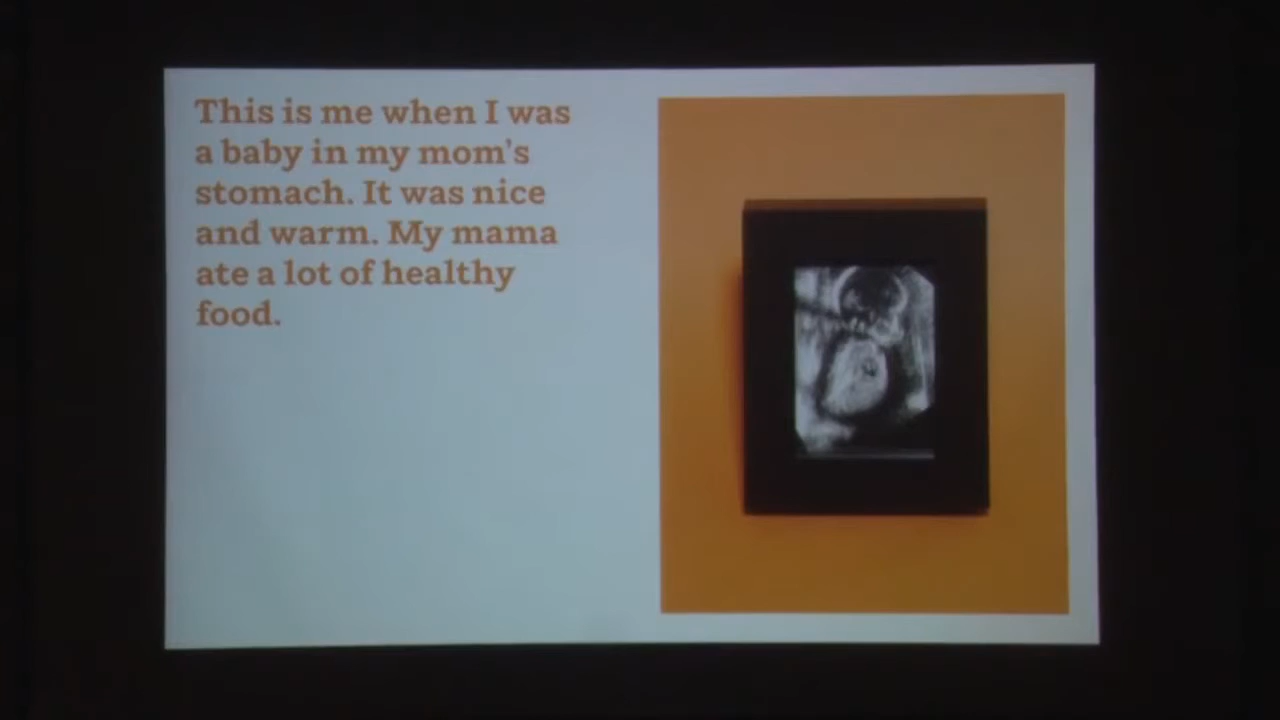 This is me when I was
a baby in my mom's
stomach. It was nice
and warm. My mama
ate a lot of healthy
food.